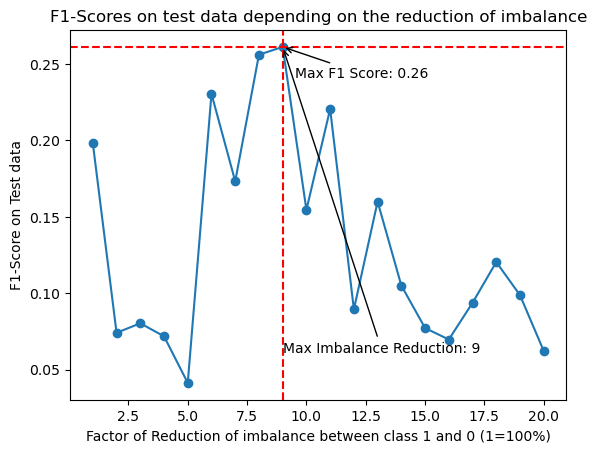 F1-Scores on test data depending on the reduction of imbalance
F1-Score on Test data
0.25
0.20
0.15
0.10
0.05
Max F1 Score: 0.26
Max Imbalance Reduction: 9
2.5 5.0 7.5 10.0 12.5 15.0 17.5 20.0
Factor of Reduction of imbalance between class 1 and 0 (1=100%)